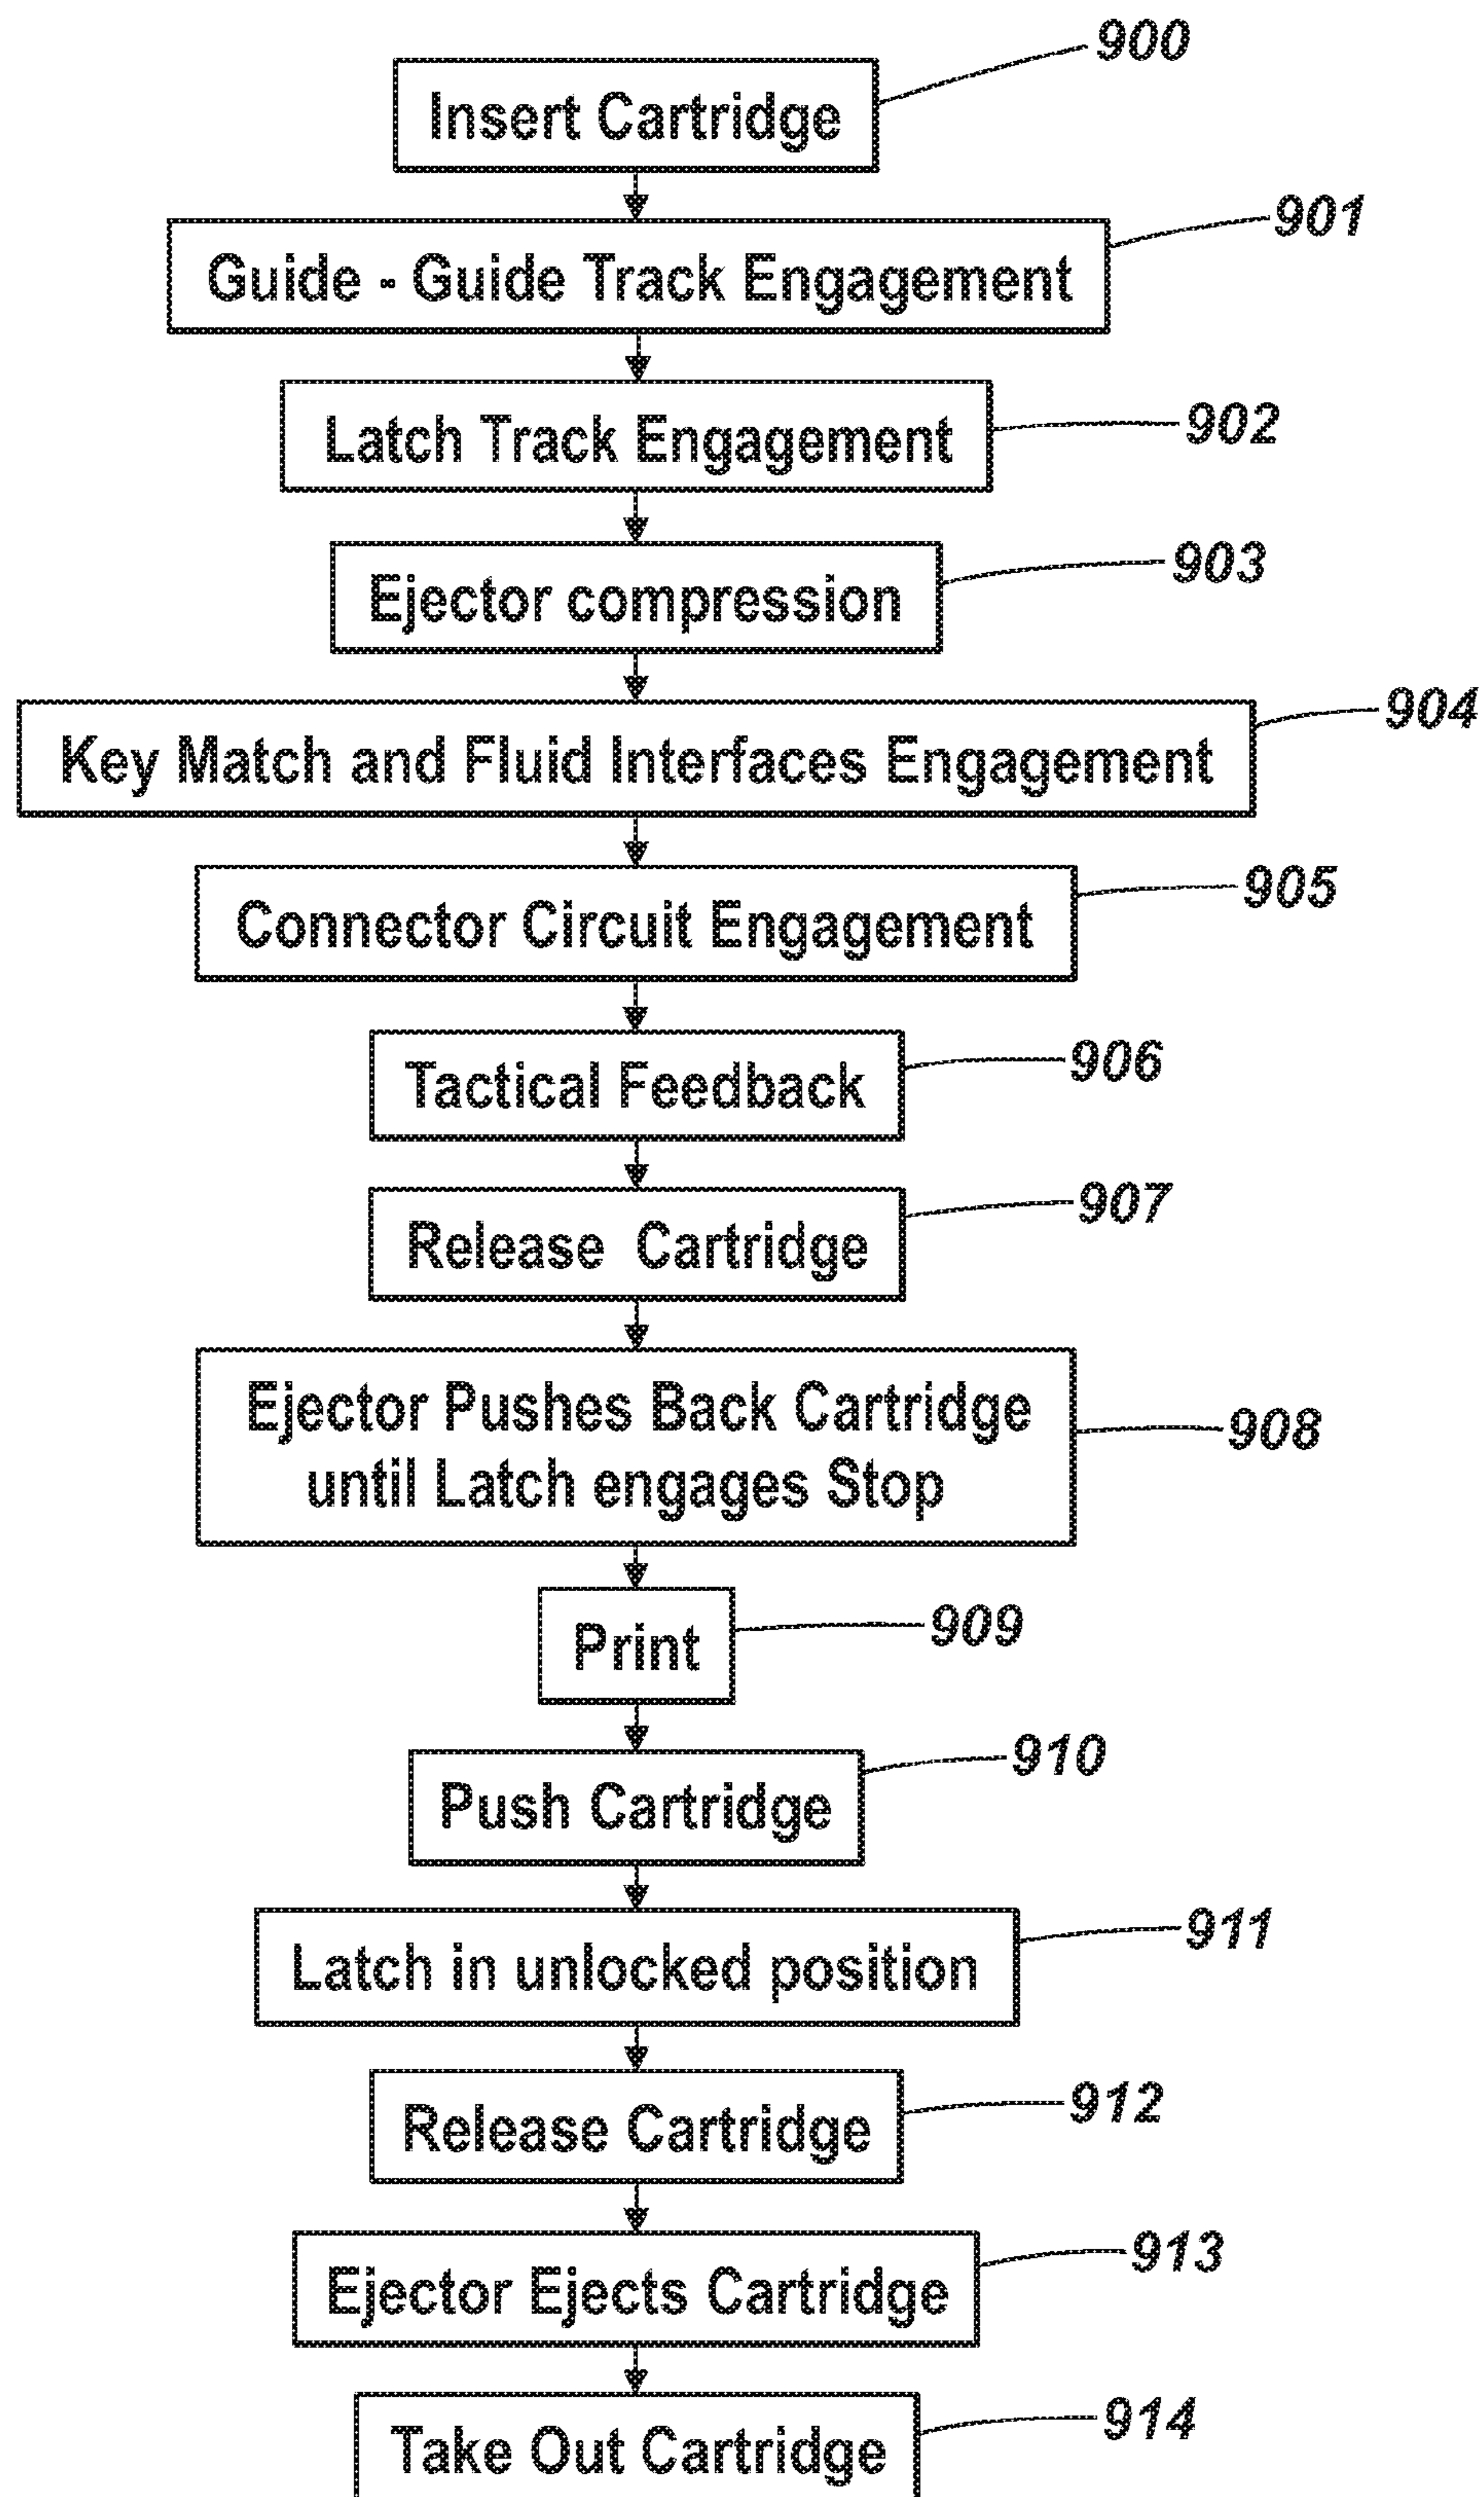 900
Insert Cartridge
901
Guide - Guide Track Engagement
902
Latch Track Engagement
903
Ejector compression
904
Key Match and Fluid Interfaces Engagement
905
Connector Circuit Engagement
906
Tactical Feedback
907
Release Cartridge
Ejector Pushes Back Cartridge
908
until Latch engages Stop
909
Print
910
Push Cartridge
911
Latch in unlocked position
912
Release Cartridge
913
Ejector Ejects Cartridge
914
Take Out Cartridge